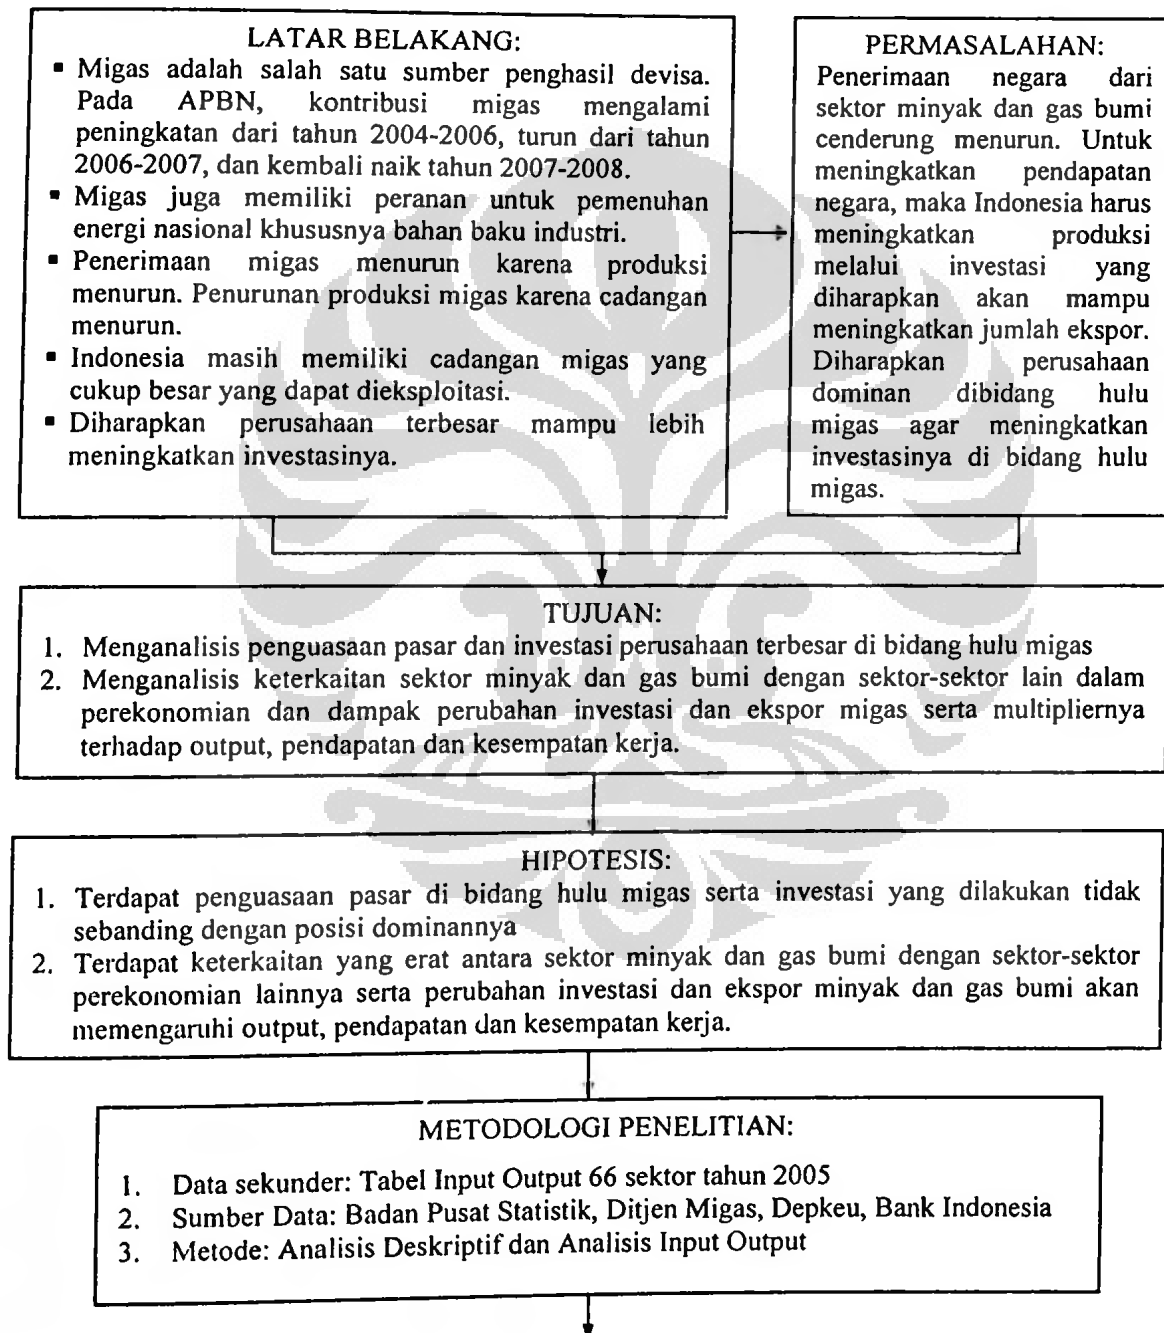 LATAR BELAKANG:
▪ Migas adalah salah satu sumber penghasil devisa.
Pada APBN, kontribusi migas mengalami
peningkatan dari tahun 2004-2006, turun dari tahun
2006-2007, dan kembali naik tahun 2007-2008.
▪ Migas juga memiliki peranan untuk pemenuhan
energi nasional khususnya bahan baku industri.
▪ Penerimaan migas menurun karena produksi
menurun. Penurunan produksi migas karena cadangan
menurun.
▪ Indonesia masih memiliki cadangan migas yang
cukup besar yang dapat dieksploitasi.
▪ Diharapkan perusahaan terbesar mampu lebih
meningkatkan investasinya.
PERMASALAHAN:
Penerimaan negara dari
sektor minyak dan gas bumi
cenderung menurun. Untuk
meningkatkan pendapatan
negara, maka Indonesia harus
meningkatkan produksi
melalui investasi yang
diharapkan akan mampu
meningkatkan jumlah ekspor.
Diharapkan perusahaan
dominan dibidang hulu
migas agar meningkatkan
investasinya di bidang hulu
migas.
TUJUAN:
1. Menganalisis penguasaan pasar dan investasi perusahaan terbesar di bidang hulu migas
2. Menganalisis keterkaitan sektor minyak dan gas bumi dengan sektor-sektor lain dalam
perekonomian dan dampak perubahan investasi dan ekspor migas serta multipliernya
terhadap output, pendapatan dan kesempatan kerja.
HIPOTESIS:
1. Terdapat penguasaan pasar di bidang hulu migas serta investasi yang dilakukan tidak
sebanding dengan posisi dominannya
2. Terdapat keterkaitan yang erat antara sektor minyak dan gas bumi dengan sektor-sektor
perekonomian lainnya serta perubahan investasi dan ekspor minyak dan gas bumi akan
memengaruhi output, pendapatan dan kesempatan kerja.
METODOLOGI PENELITIAN:
1. Data sekunder: Tabel Input Output 66 sektor tahun 2005
2. Sumber Data: Badan Pusat Statistik, Ditjen Migas, Depkeu, Bank Indonesia
3. Metode: Analisis Deskriptif dan Analisis Input Output